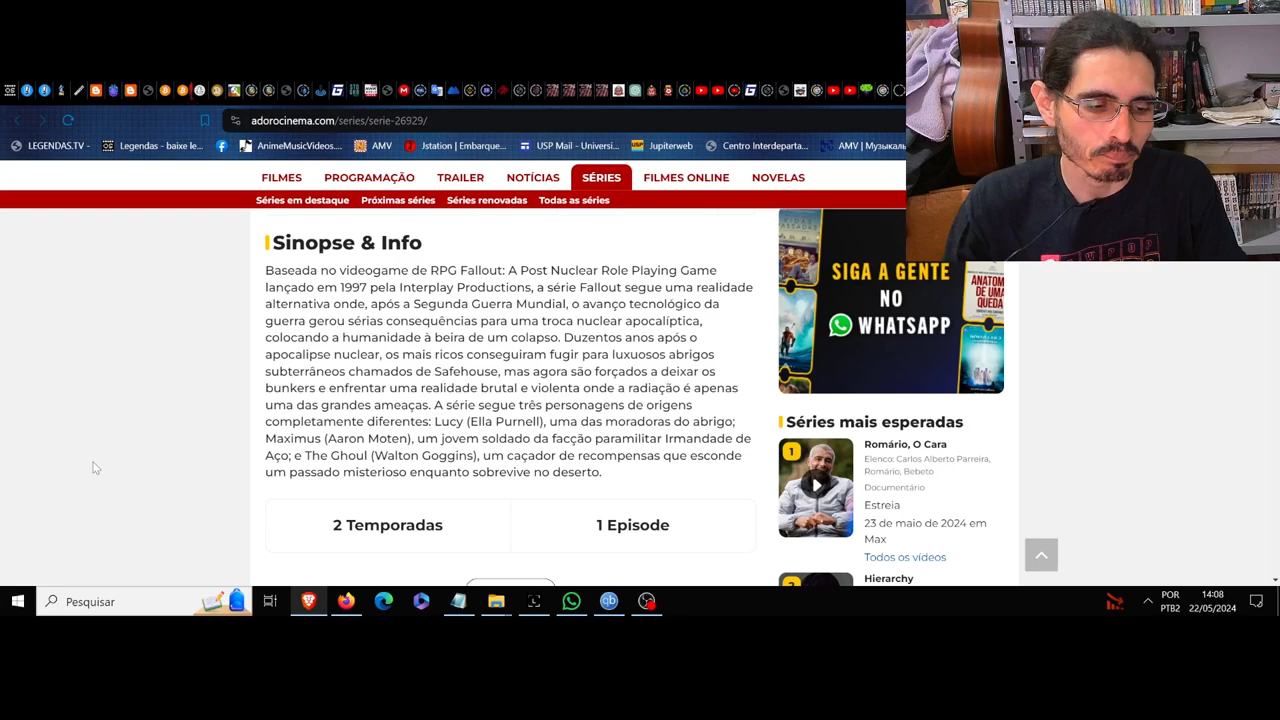 adorocinema.com/series/serie-26929/
LEGENDAS.TV -
Legendas - baixe le...
AnimeMusicVideos....
AMV
Jstation | Embarque...
USP Mail - Universi...
Jupiterweb
Centro Interdeparta...
AMV | Музыкаль
FILMES
PROGRAMAÇÃO
TRAILER
NOTÍCIAS
SÉRIES
FILMES ONLINE
NOVELAS
Séries em destaque
Próximas séries
Séries renovadas
Todas as séries
Sinopse & Info
Baseada no videogame de RPG Fallout: A Post Nuclear Role Playing Game
lançado em 1997 pela Interplay Productions, a série Fallout segue uma realidade
alternativa onde, após a Segunda Guerra Mundial, o avanço tecnológico da
guerra gerou sérias consequências para uma troca nuclear apocalíptica,
colocando a humanidade à beira de um colapso. Duzentos anos após o
apocalipse nuclear, os mais ricos conseguiram fugir para luxuosos abrigos
subterrâneos chamados de Safehouse, mas agora são forçados a deixar os
bunkers e enfrentar uma realidade brutal e violenta onde a radiação é apenas
uma das grandes ameaças. A série segue três personagens de origens
completamente diferentes: Lucy (Ella Purnell), uma das moradoras do abrigo;
Maximus (Aaron Moten), um jovem soldado da facção paramilitar Irmandade de
Aço; e The Ghoul (Walton Goggins), um caçador de recompensas que esconde
um passado misterioso enquanto sobrevive no deserto.
2 Temporadas
1 Episode
SIGA A GENTE
NO
WHATSAPP
ANATOM
DE UMA
QUEDA
Séries mais esperadas
1
Romário, O Cara
Elenco: Carlos Alberto Parreira,
Romário, Bebeto
Documentário
Estreia
23 de maio de 2024 em
Max
Todos os vídeos
Hierarchy
Pesquisar
POR
PTB2
14:08
22/05/2024